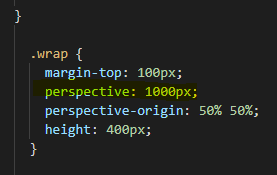 }
.wrap {
margin-top: 100px;
perspective: 1000px;
perspective-origin: 50% 50%;
height: 400px;
}